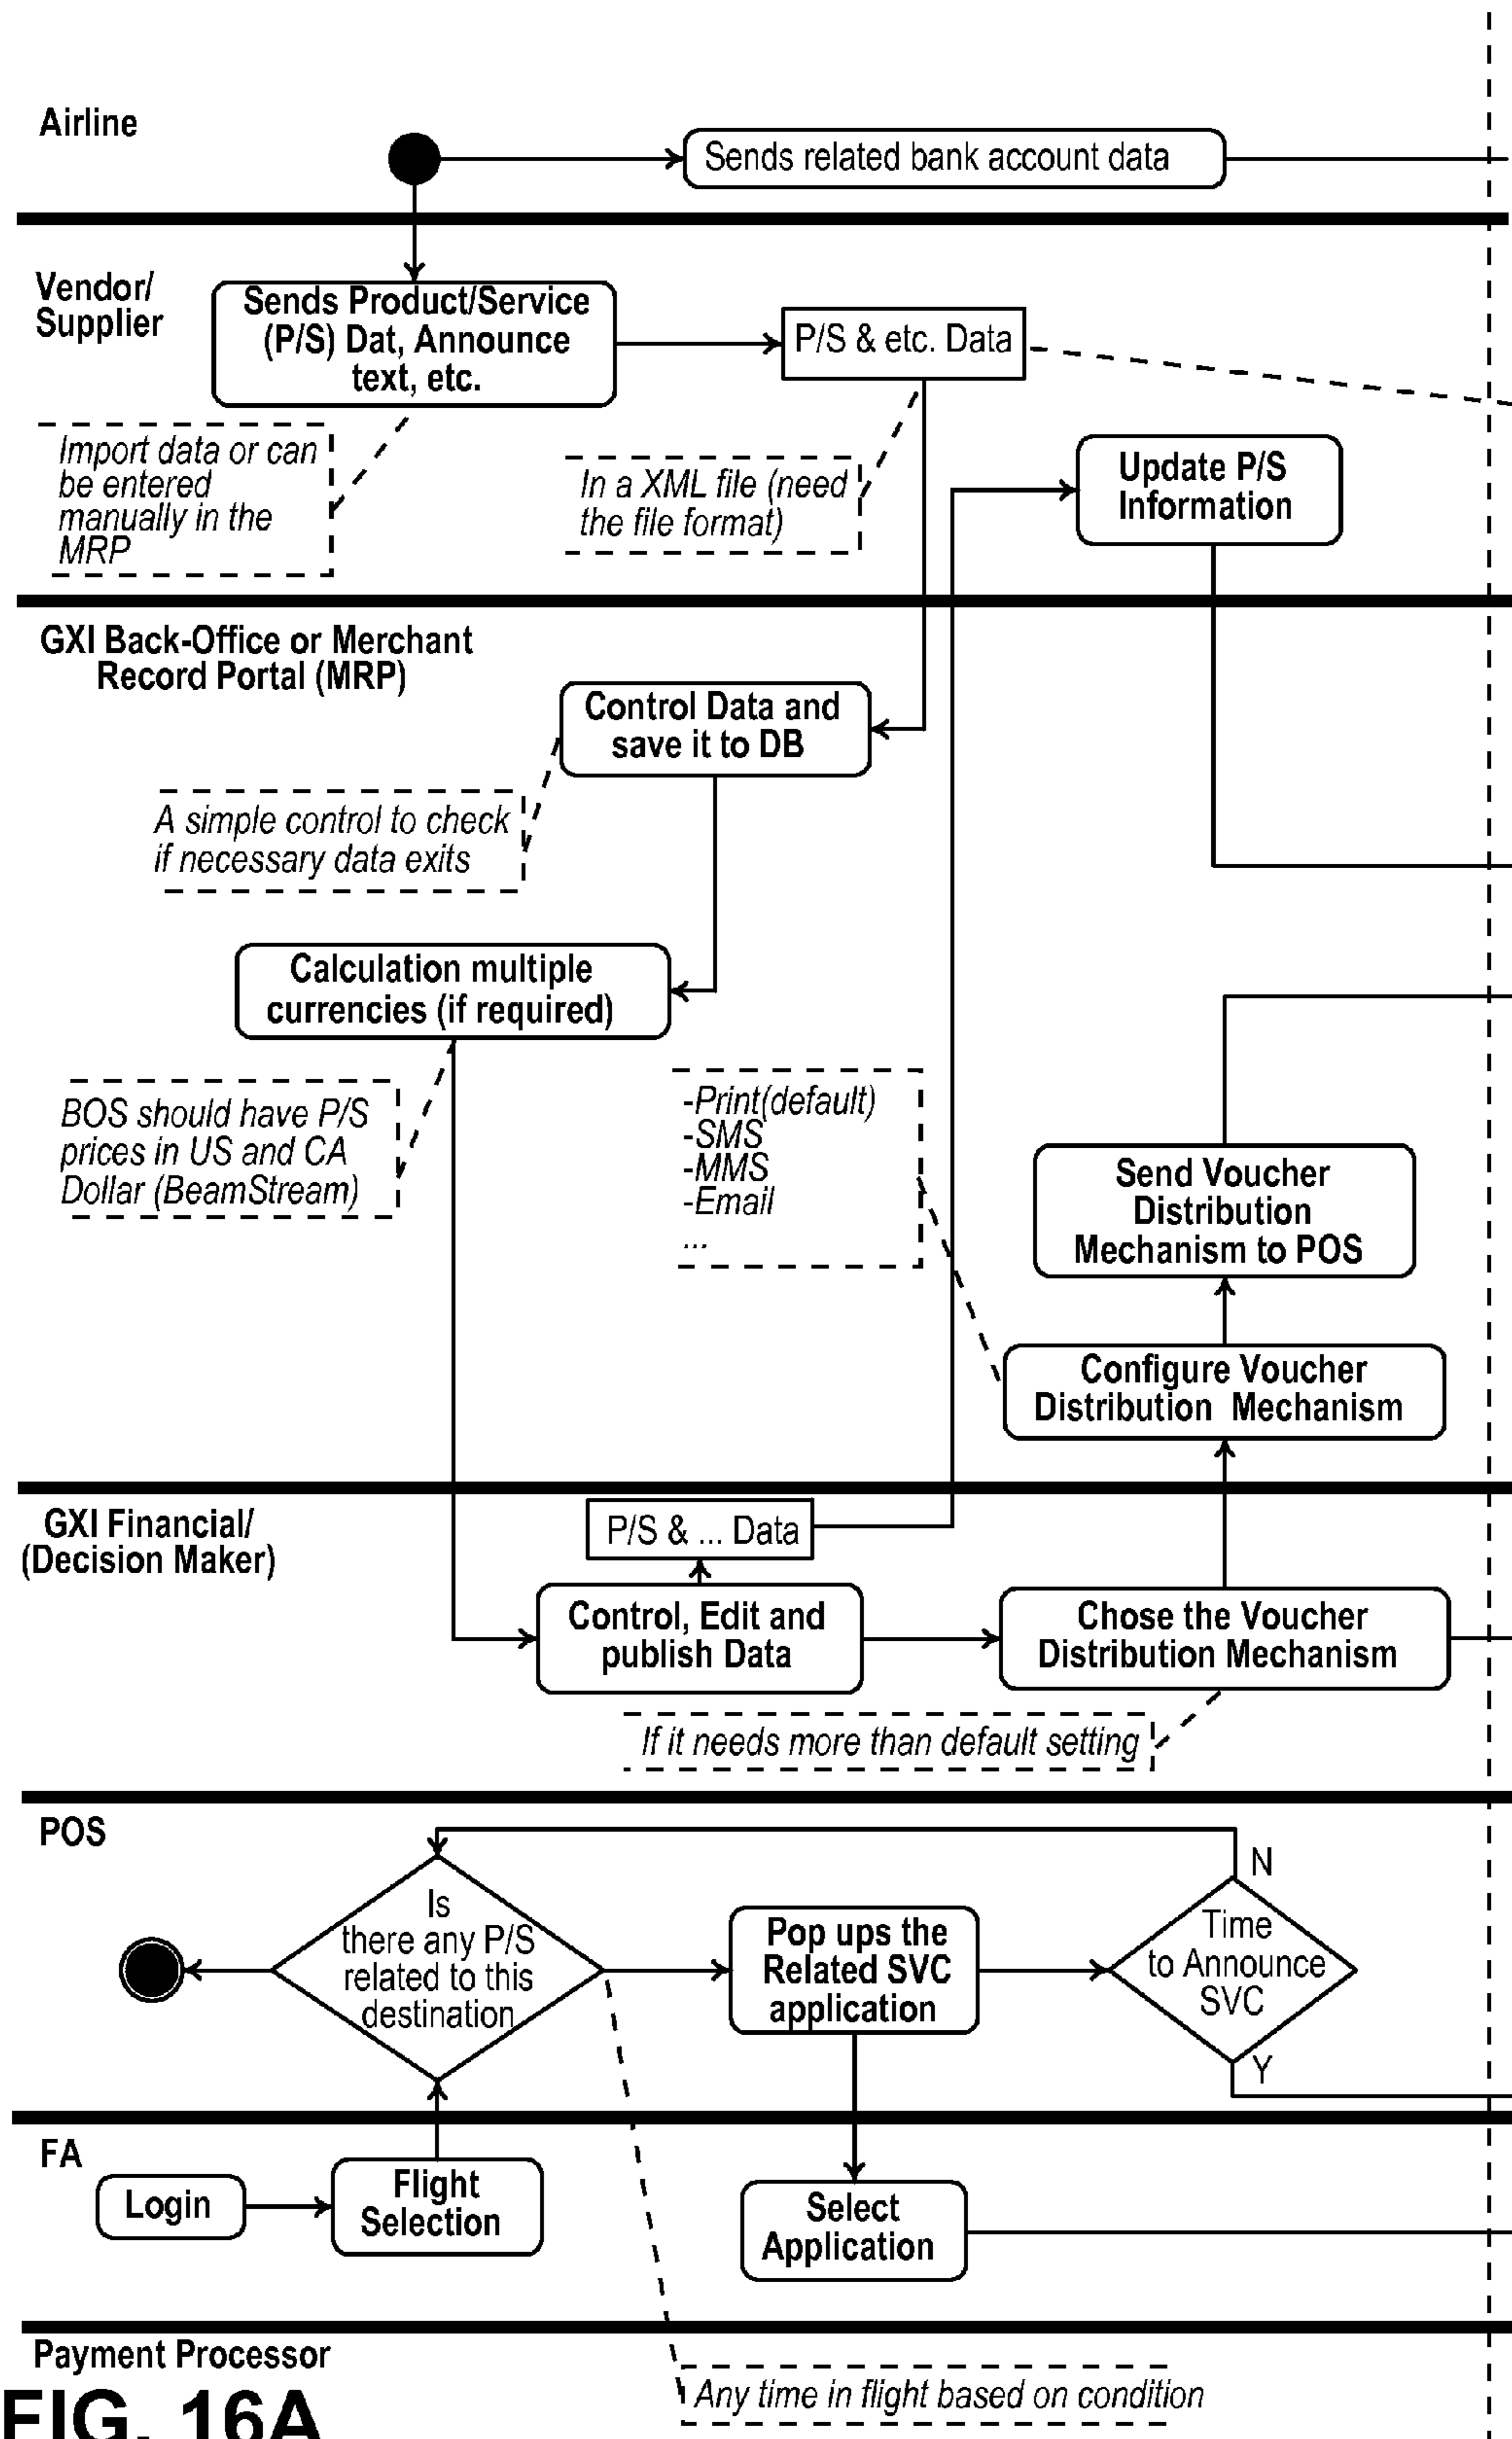 Airline
Sends related bank account data
Vendor/
Supplier
Sends Product/Service
(P/S) Dat, Announce
text, etc.
P/S & etc. Data
Import data or can
be entered
manually in the
MRP
In a XML file (need
the file format)
Update P/S
Information
GXI Back-Office or Merchant
Record Portal (MRP)
Control Data and
save it to DB
A simple control to check
if necessary data exits
Calculation multiple
currencies (if required)
BOS should have P/S
prices in US and CA
Dollar (BeamStream)
-Print(default)
-SMS
-MMS
-Email
...
Send Voucher
Distribution
Mechanism to POS
Configure Voucher
Distribution Mechanism
GXI Financial/
(Decision Maker)
P/S & ... Data
Control, Edit and
publish Data
Chose the Voucher
Distribution Mechanism
If it needs more than default setting
POS
Is
there any P/S
related to this
destination
Pop ups the
Related SVC
application
N
Time
to Announce
SVC
Y
FA
Login
Flight
Selection
Select
Application
Payment Processor
Any time in flight based on condition
FIG. 16A